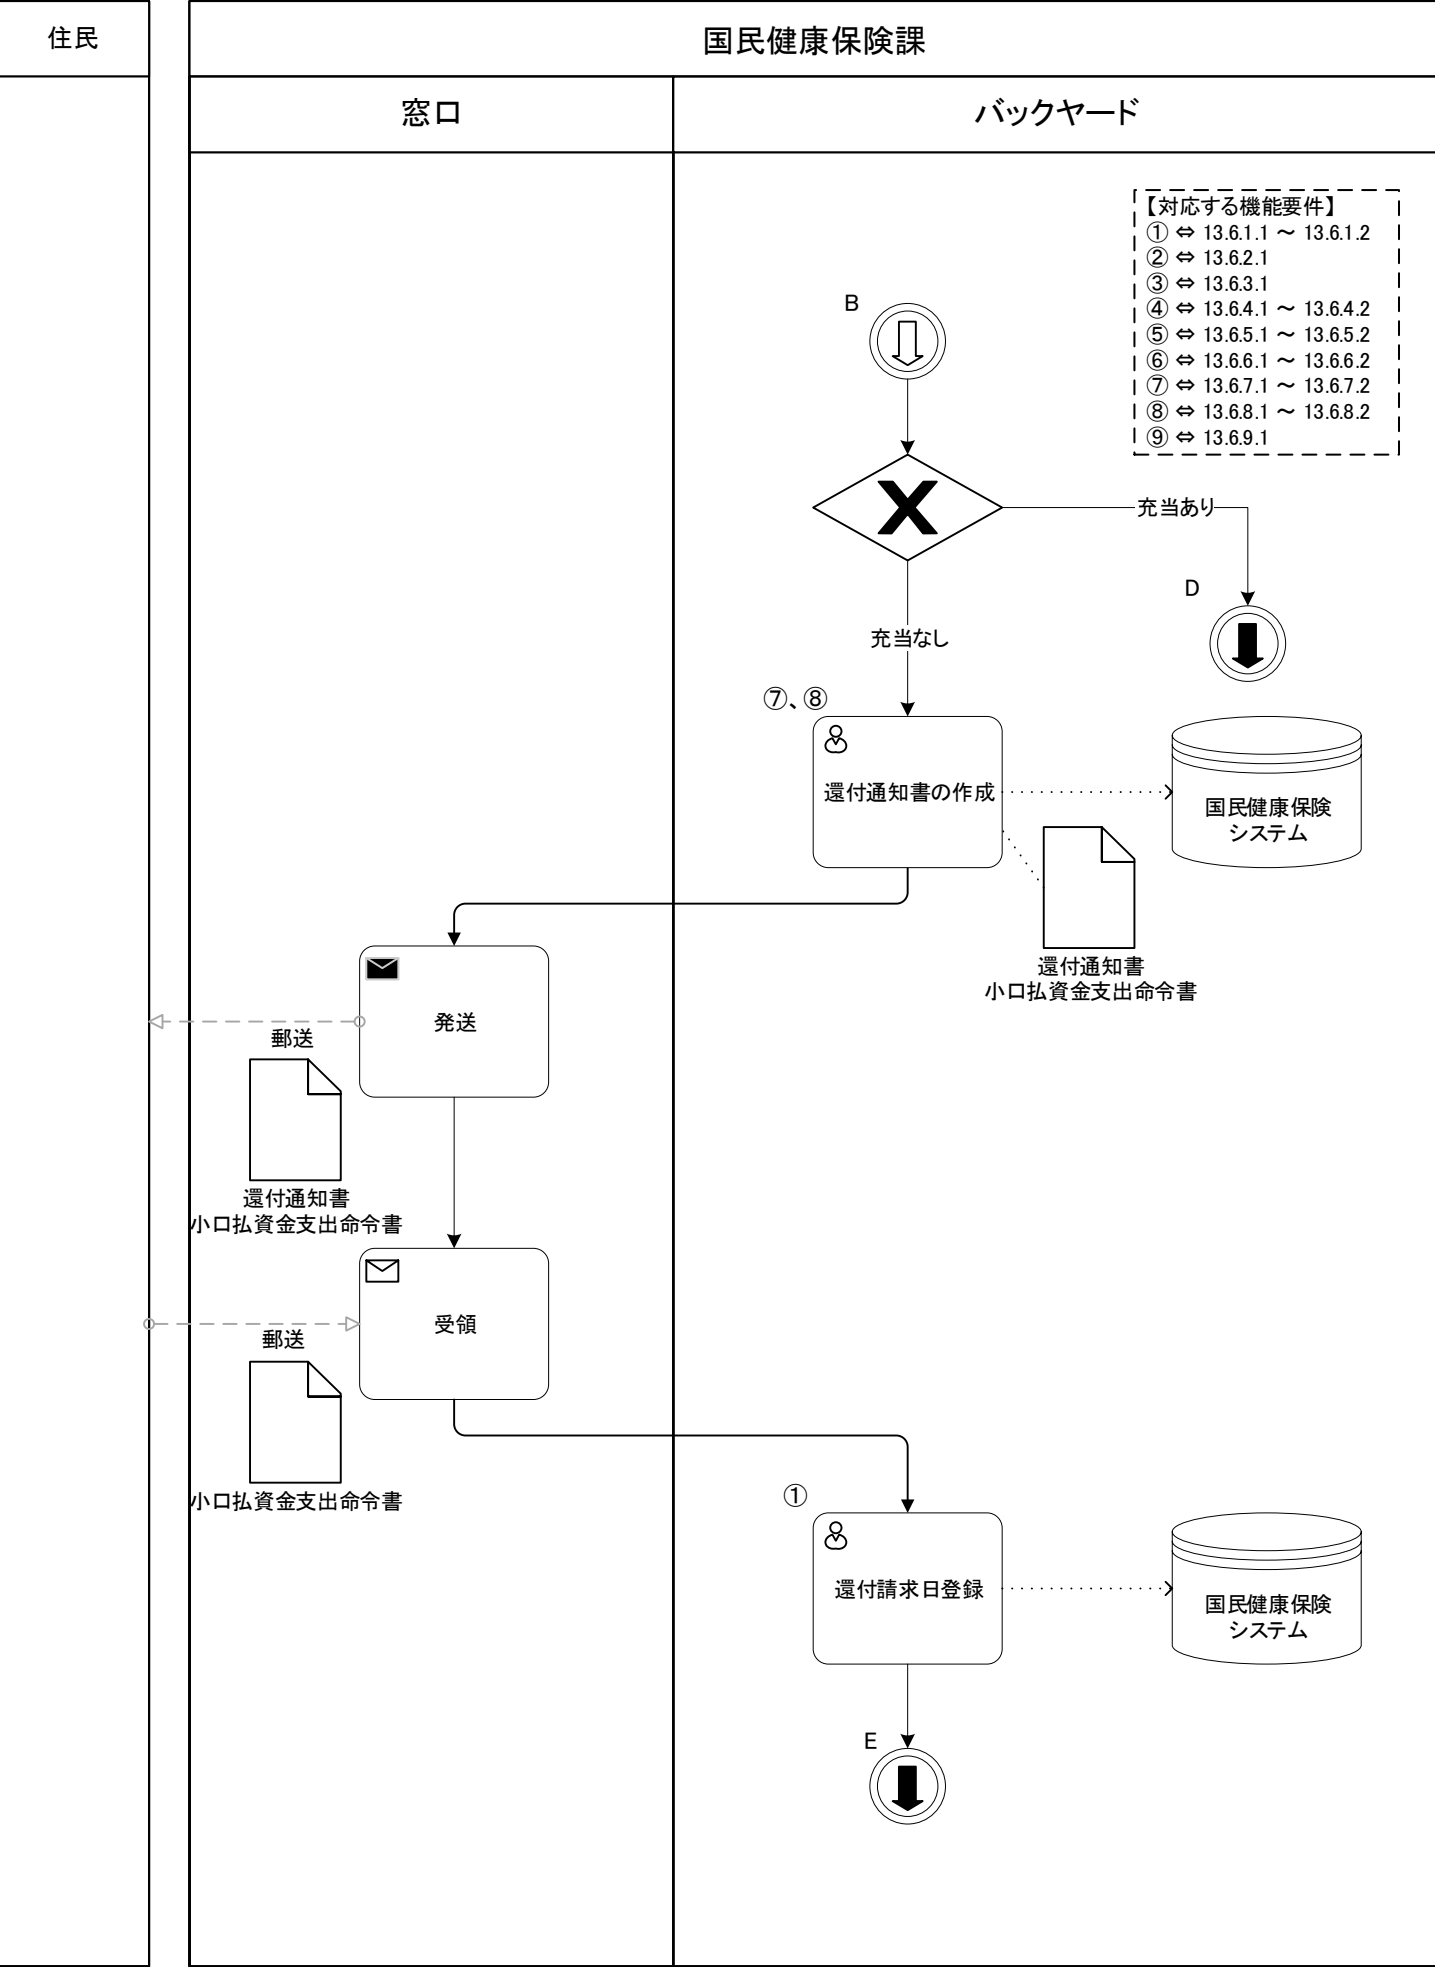 住民
国民健康保険課
窓口
バックヤード
【対応する機能要件】
① ⇔ 13.6.1.1 ～ 13.6.1.2
② ⇔ 13.6.2.1
③ ⇔ 13.6.3.1
④ ⇔ 13.6.4.1 ～ 13.6.4.2
⑤ ⇔ 13.6.5.1 ～ 13.6.5.2
⑥ ⇔ 13.6.6.1 ～ 13.6.6.2
⑦ ⇔ 13.6.7.1 ～ 13.6.7.2
⑧ ⇔ 13.6.8.1 ～ 13.6.8.2
⑨ ⇔ 13.6.9.1
B
充当あり
D
充当なし
⑦、⑧
還付通知書の作成
国民健康保険
システム
還付通知書
小口払資金支出命令書
発送
郵送
還付通知書
小口払資金支出命令書
受領
郵送
小口払資金支出命令書
①
還付請求日登録
国民健康保険
システム
E